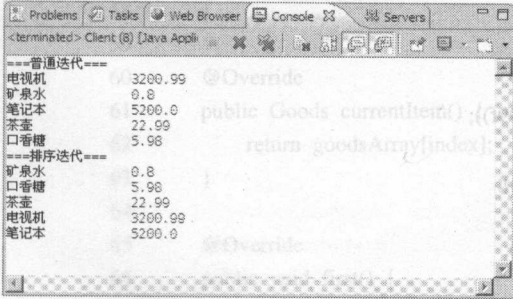 Problems Tasks Web Browser Console Servers
<terminated> Client (8) [Java Appli
===普通迭代===
电视机 3200.99
矿泉水 0.8
笔记本 5200.0
茶壶 22.99
口香糖 5.98
===排序迭代===
矿泉水 0.8
口香糖 5.98
茶壶 22.99
电视机 3200.99
笔记本 5200.0
60 @Override
61 public Goods currentItem() {
return goodsArray[index];
}
@Override